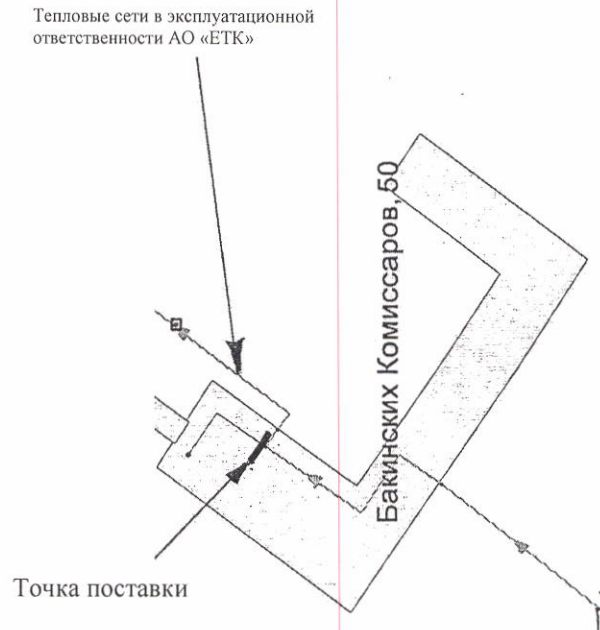 Тепловые сети в эксплуатационной
ответственности АО «ЕТК»
Бакинских Комиссаров, 50
Точка поставки